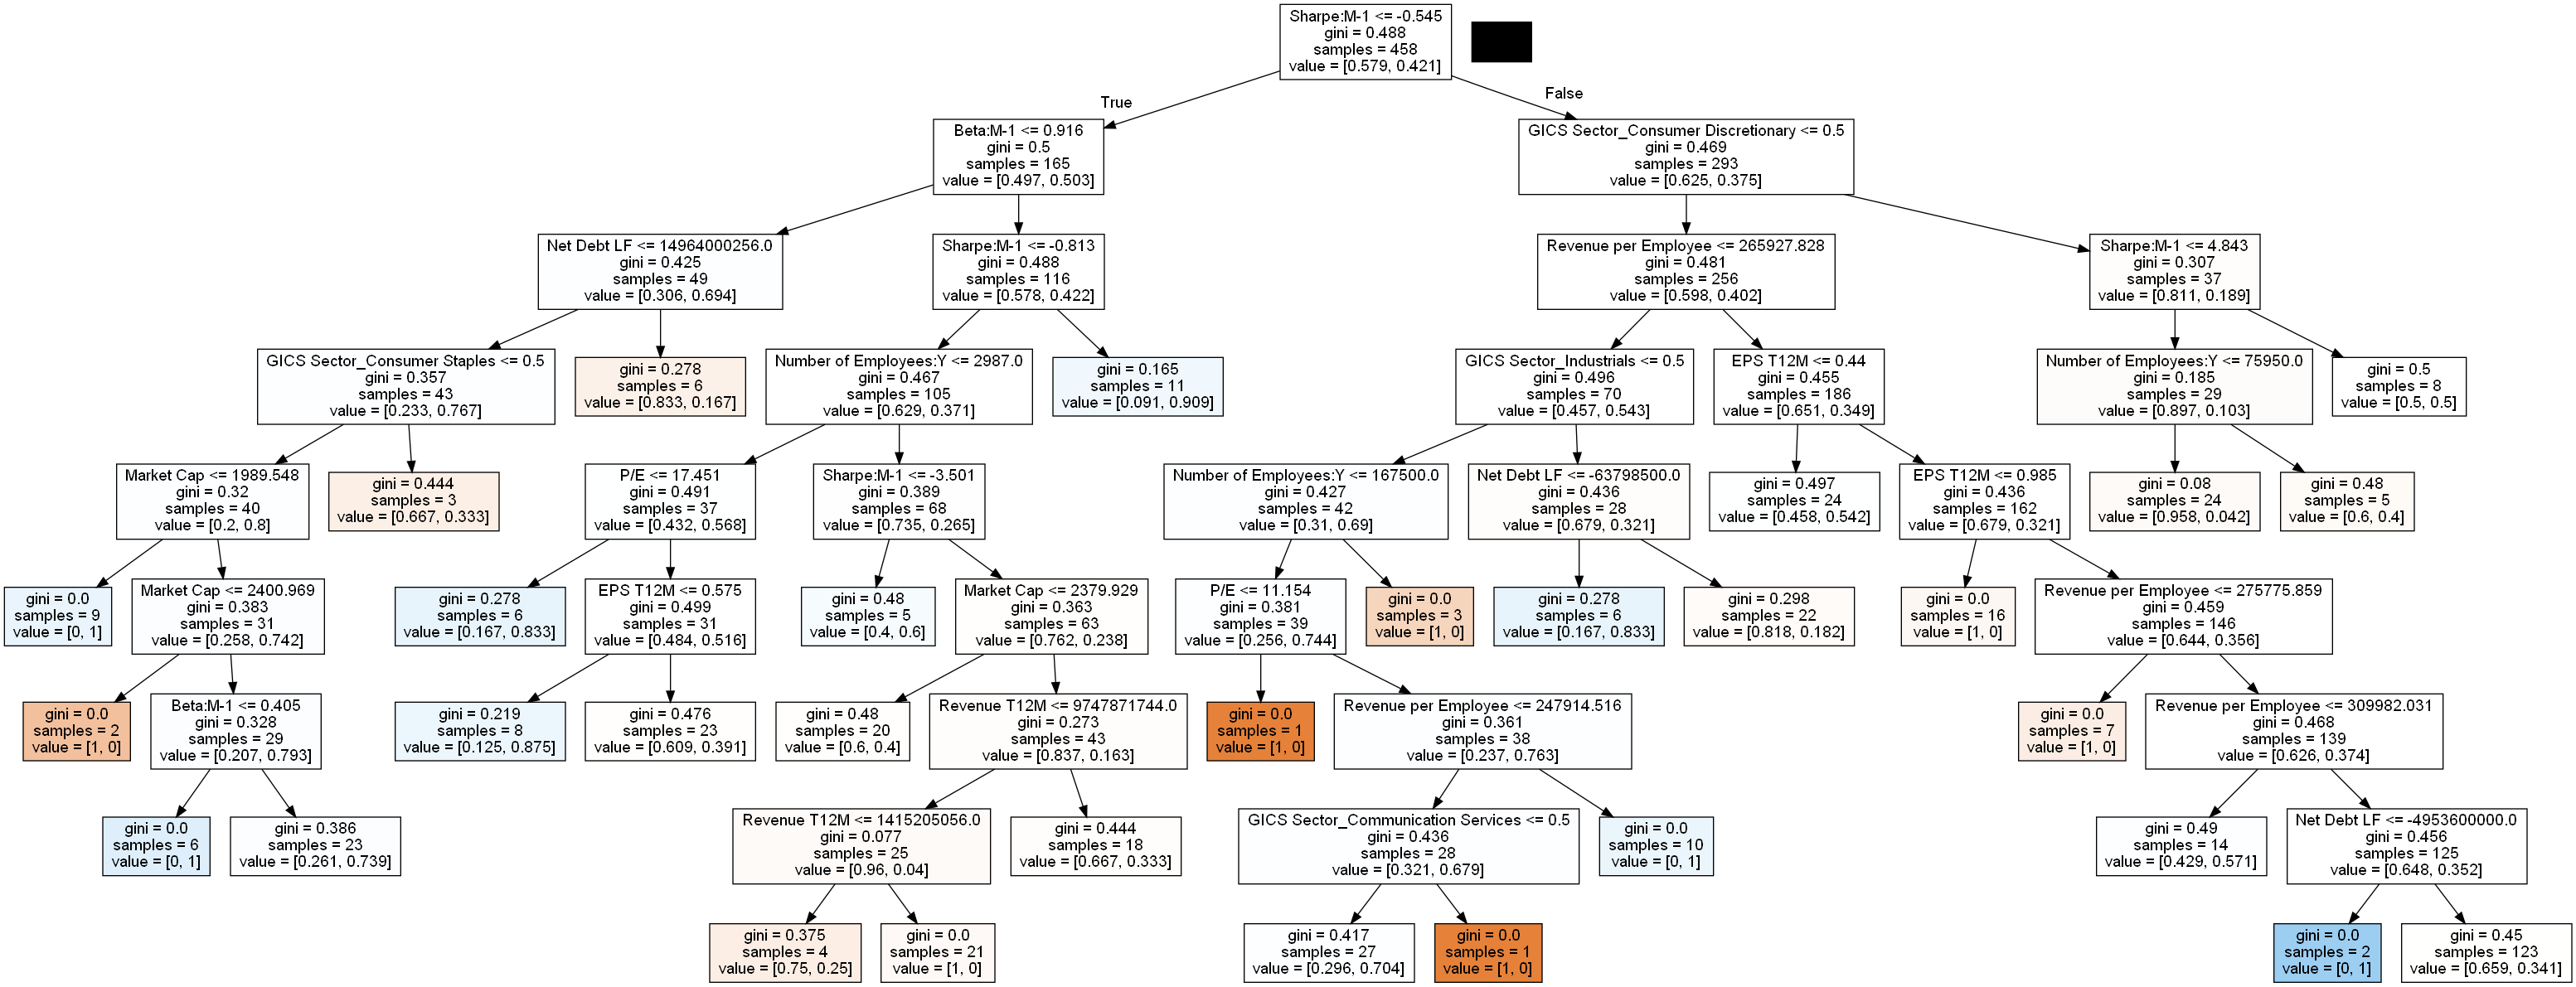 Sharpe:M-1 <= -0.545
gini = 0.488
samples = 458
value = [0.579, 0.421]
True
False
Beta:M-1 <= 0.916
gini = 0.5
samples = 165
value = [0.497, 0.503]
GICS Sector_Consumer Discretionary <= 0.5
gini = 0.469
samples = 293
value = [0.625, 0.375]
Net Debt LF <= 14964000256.0
gini = 0.425
samples = 49
value = [0.306, 0.694]
Sharpe:M-1 <= -0.813
gini = 0.488
samples = 116
value = [0.578, 0.422]
Revenue per Employee <= 265927.828
gini = 0.481
samples = 256
value = [0.598, 0.402]
Sharpe:M-1 <= 4.843
gini = 0.307
samples = 37
value = [0.811, 0.189]
GICS Sector_Consumer Staples <= 0.5
gini = 0.357
samples = 43
value = [0.233, 0.767]
gini = 0.278
samples = 6
value = [0.833, 0.167]
Number of Employees:Y <= 2987.0
gini = 0.467
samples = 105
value = [0.629, 0.371]
gini = 0.165
samples = 11
value = [0.091, 0.909]
GICS Sector_Industrials <= 0.5
gini = 0.496
samples = 70
value = [0.457, 0.543]
EPS T12M <= 0.44
gini = 0.455
samples = 186
value = [0.651, 0.349]
Number of Employees:Y <= 75950.0
gini = 0.185
samples = 29
value = [0.897, 0.103]
gini = 0.5
samples = 8
value = [0.5, 0.5]
Market Cap <= 1989.548
gini = 0.32
samples = 40
value = [0.2, 0.8]
gini = 0.444
samples = 3
value = [0.667, 0.333]
P/E <= 17.451
gini = 0.491
samples = 37
value = [0.432, 0.568]
Sharpe:M-1 <= -3.501
gini = 0.389
samples = 68
value = [0.735, 0.265]
Number of Employees:Y <= 167500.0
gini = 0.427
samples = 42
value = [0.31, 0.69]
Net Debt LF <= -63798500.0
gini = 0.436
samples = 28
value = [0.679, 0.321]
gini = 0.497
samples = 24
value = [0.458, 0.542]
EPS T12M <= 0.985
gini = 0.436
samples = 162
value = [0.679, 0.321]
gini = 0.08
samples = 24
value = [0.958, 0.042]
gini = 0.48
samples = 5
value = [0.6, 0.4]
gini = 0.0
samples = 9
value = [0, 1]
Market Cap <= 2400.969
gini = 0.383
samples = 31
value = [0.258, 0.742]
gini = 0.278
samples = 6
value = [0.167, 0.833]
EPS T12M <= 0.575
gini = 0.499
samples = 31
value = [0.484, 0.516]
gini = 0.48
samples = 5
value = [0.4, 0.6]
Market Cap <= 2379.929
gini = 0.363
samples = 63
value = [0.762, 0.238]
P/E <= 11.154
gini = 0.381
samples = 39
value = [0.256, 0.744]
gini = 0.0
samples = 3
value = [1, 0]
gini = 0.278
samples = 6
value = [0.167, 0.833]
gini = 0.298
samples = 22
value = [0.818, 0.182]
gini = 0.0
samples = 16
value = [1, 0]
Revenue per Employee <= 275775.859
gini = 0.459
samples = 146
value = [0.644, 0.356]
gini = 0.0
samples = 2
value = [1, 0]
Beta:M-1 <= 0.405
gini = 0.328
samples = 29
value = [0.207, 0.793]
gini = 0.219
samples = 8
value = [0.125, 0.875]
gini = 0.476
samples = 23
value = [0.609, 0.391]
gini = 0.48
samples = 20
value = [0.6, 0.4]
Revenue T12M <= 9747871744.0
gini = 0.273
samples = 43
value = [0.837, 0.163]
gini = 0.0
samples = 1
value = [1, 0]
Revenue per Employee <= 247914.516
gini = 0.361
samples = 38
value = [0.237, 0.763]
gini = 0.0
samples = 7
value = [1, 0]
Revenue per Employee <= 309982.031
gini = 0.468
samples = 139
value = [0.626, 0.374]
gini = 0.0
samples = 6
value = [0, 1]
gini = 0.386
samples = 23
value = [0.261, 0.739]
Revenue T12M <= 1415205056.0
gini = 0.077
samples = 25
value = [0.96, 0.04]
gini = 0.444
samples = 18
value = [0.667, 0.333]
GICS Sector_Communication Services <= 0.5
gini = 0.436
samples = 28
value = [0.321, 0.679]
gini = 0.0
samples = 10
value = [0, 1]
gini = 0.49
samples = 14
value = [0.429, 0.571]
Net Debt LF <= -4953600000.0
gini = 0.456
samples = 125
value = [0.648, 0.352]
gini = 0.375
samples = 4
value = [0.75, 0.25]
gini = 0.0
samples = 21
value = [1, 0]
gini = 0.417
samples = 27
value = [0.296, 0.704]
gini = 0.0
samples = 1
value = [1, 0]
gini = 0.0
samples = 2
value = [0, 1]
gini = 0.45
samples = 123
value = [0.659, 0.341]